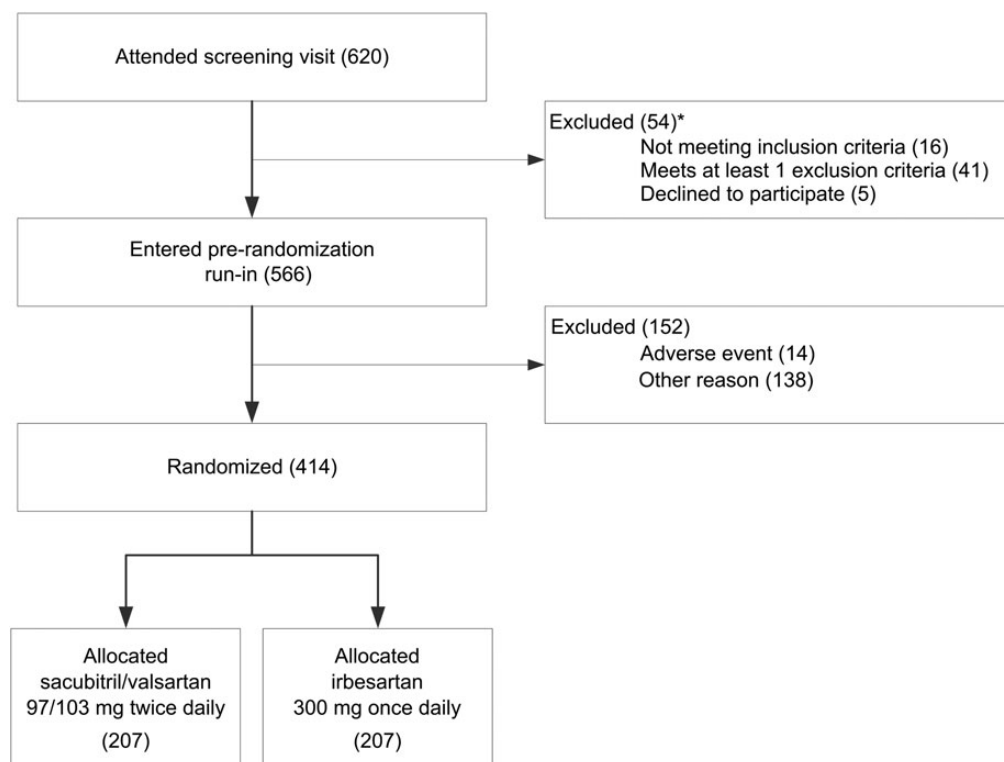 Attended screening visit (620)
Excluded (54)*
Not meeting inclusion criteria (16)
Meets at least 1 exclusion criteria (41)
Declined to participate (5)
Entered pre-randomization
run-in (566)
Excluded (152)
Adverse event (14)
Other reason (138)
Randomized (414)
Allocated
sacubitril/valsartan
97/103 mg twice daily
(207)
Allocated
irbesartan
300 mg once daily
(207)